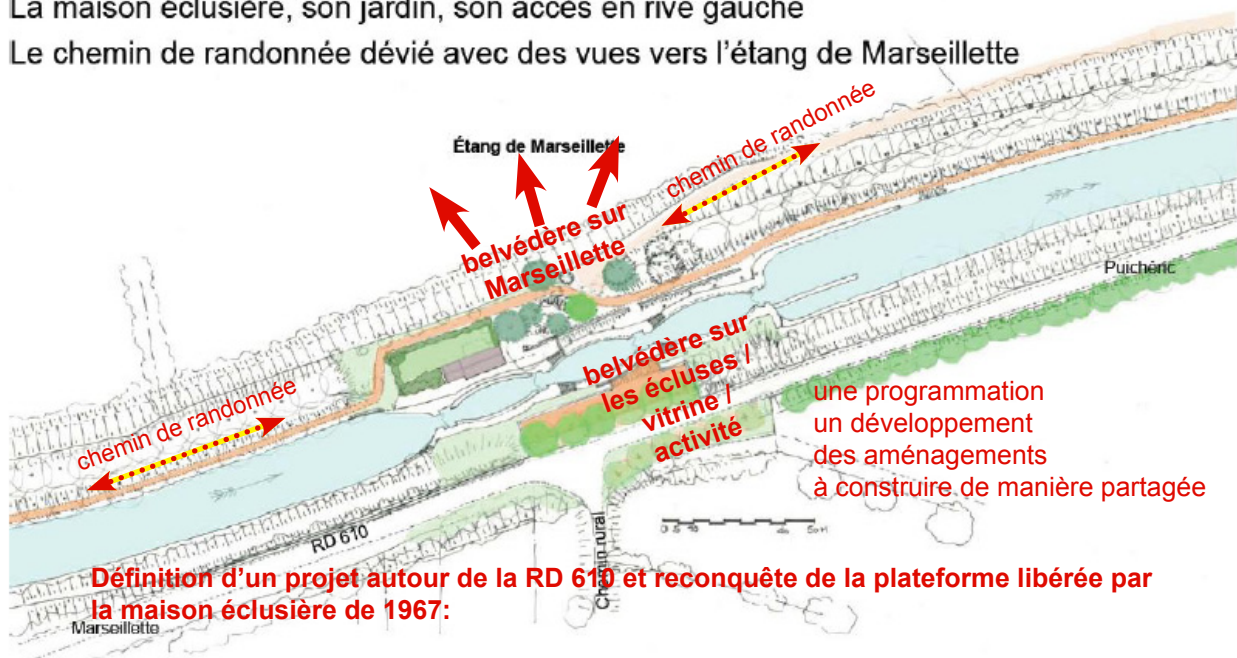 La maison éclusière, son jardin, son accès en rive gauche
Le chemin de randonnée dévié avec des vues vers l'étang de Marseillette
chemin de randonnée
Étang de Marseillette
belvédère sur
Marseillette
Puichéric
belvédère sur
les écluses /
vitrine /
activité
chemin de randonnée
une programmation
un développement
des aménagements
à construire de manière partagée
RD 610
Chemin rural
Définition d'un projet autour de la RD 610 et reconquête de la plateforme libérée par
la maison éclusière de 1967:
Marseillette